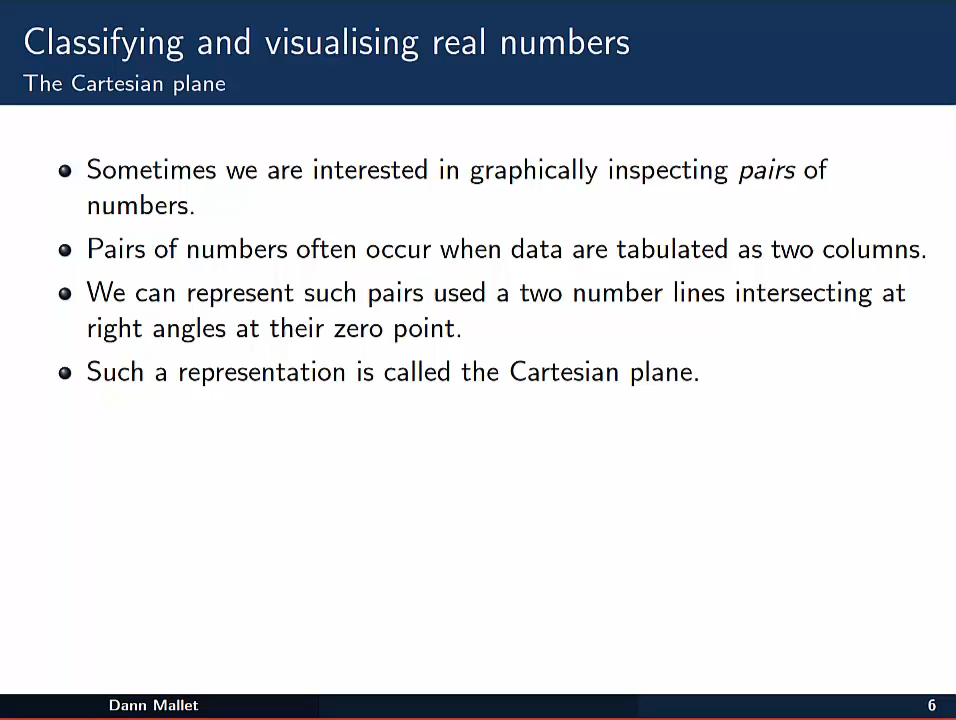 Classifying and visualising real numbers
The Cartesian plane
Sometimes we are interested in graphically inspecting pairs of
numbers.
Pairs of numbers often occur when data are tabulated as two columns.
We can represent such pairs used a two number lines intersecting at
right angles at their zero point.
Such a representation is called the Cartesian plane.
Dann Mallet
6